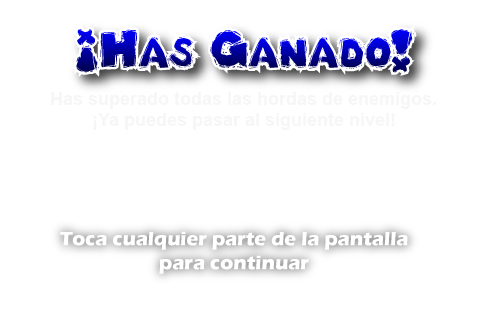 ¡Has Ganado!
Has superado todas las hordas de enemigos.
¡Ya puedes pasar al siguiente nivel!
Toca cualquier parte de la pantalla
para continuar